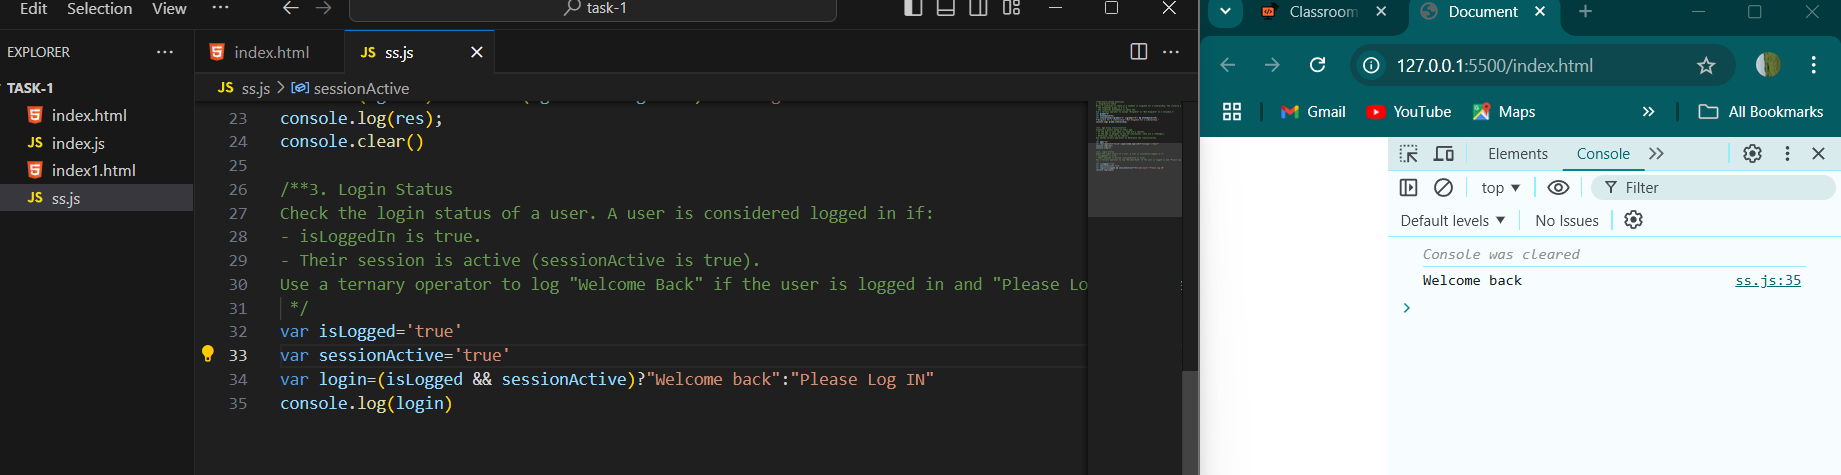 Edit Selection View ...
task-1
EXPLORER ...
TASK-1
index.html
JS index.js
index1.html
JS ss.js
index.html
JS ss.js
JS ss.js > sessionActive
23 console.log(res);
24 console.clear()
25
26 /**3. Login Status
27 Check the login status of a user. A user is considered logged in if:
28 - isLoggedIn is true.
29 - Their session is active (sessionActive is true).
30 Use a ternary operator to log "Welcome Back" if the user is logged in and "Please Lo
31 */
32 var isLogged='true'
33 var sessionActive='true'
34 var login=(isLogged && sessionActive)?"Welcome back":"Please Log IN"
35 console.log(login)
Classroom
Document
127.0.0.1:5500/index.html
Gmail
YouTube
Maps
All Bookmarks
Elements
Console
top
Filter
Default levels
No Issues
Console was cleared
Welcome back ss.js:35